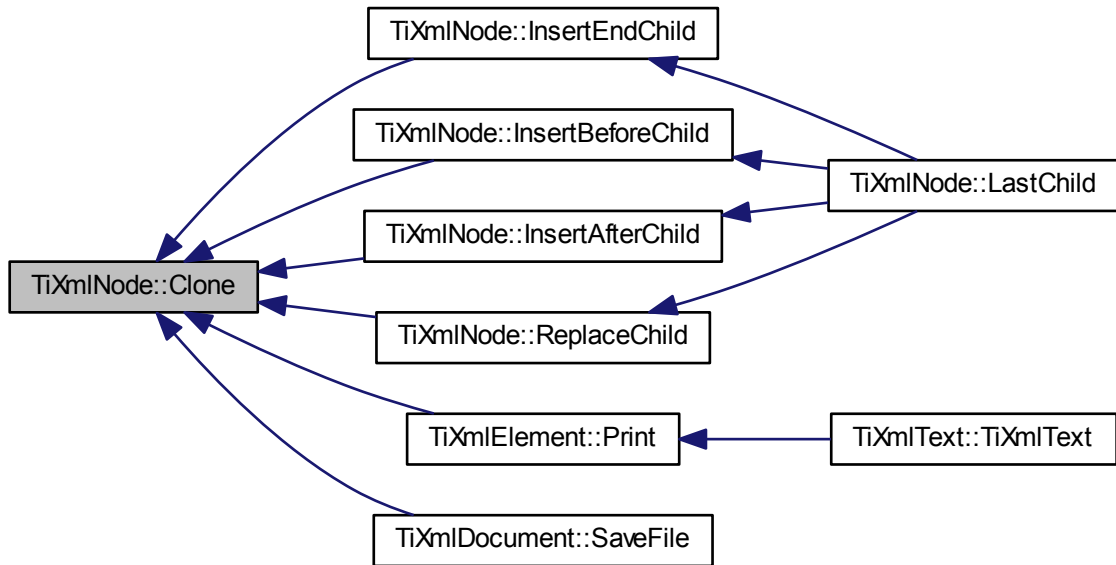 TiXmlNode::InsertEndChild
TiXmlNode::InsertBeforeChild
TiXmlNode::LastChild
TiXmlNode::InsertAfterChild
TiXmlNode::Clone
TiXmlNode::ReplaceChild
TiXmlElement::Print
TiXmlText::TiXmlText
TiXmlDocument::SaveFile